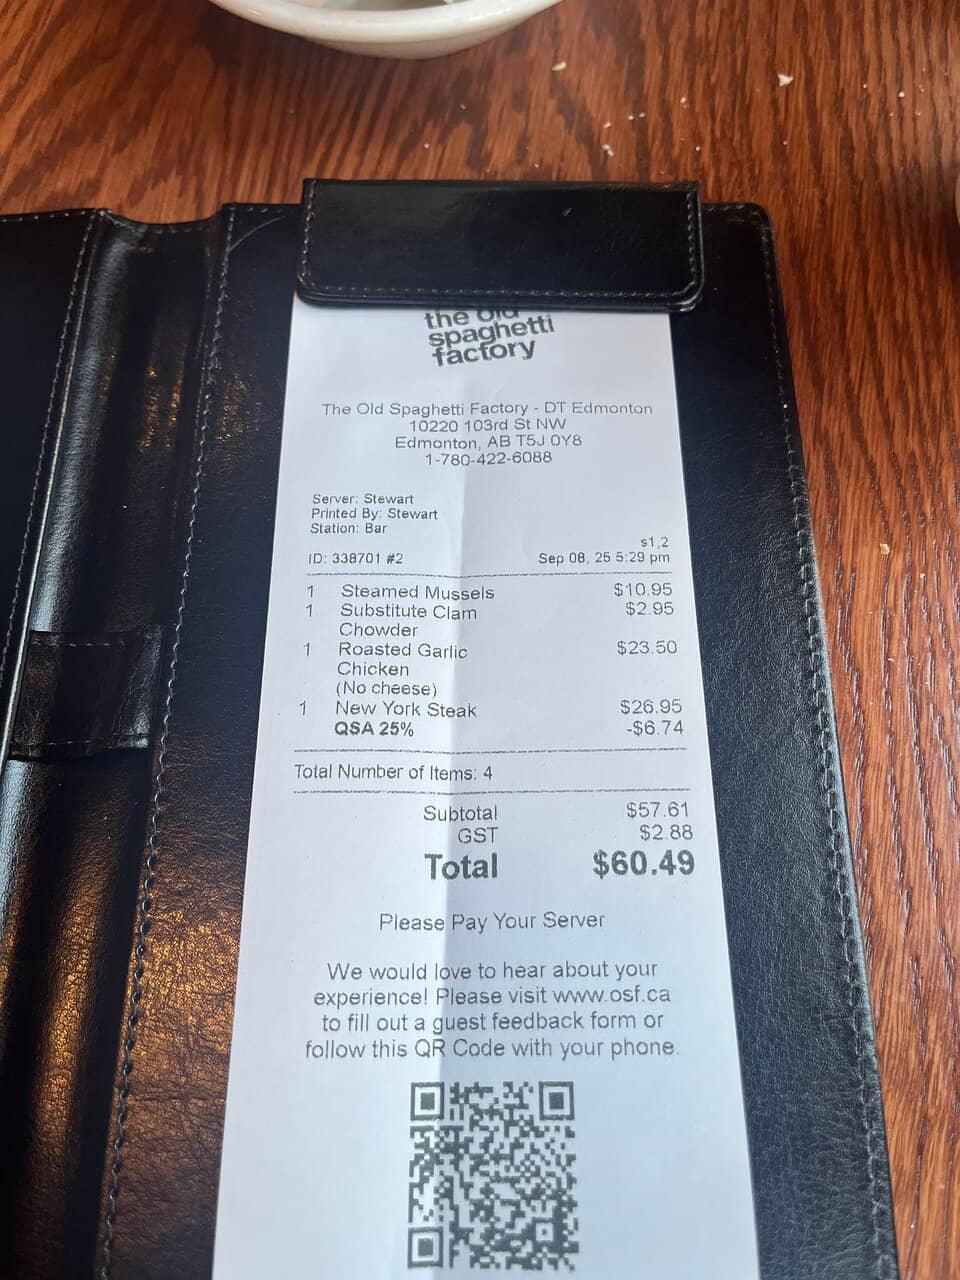 the old
spaghetti
factory
The Old Spaghetti Factory - DT Edmonton
10220 103rd St NW
Edmonton, AB T5J 0Y8
1-780-422-6088
Server: Stewart
Printed By: Stewart
Station: Bar
s1,2
ID: 338701 #2 Sep 08, 25 5:29 pm
1 Steamed Mussels $10.95
1 Substitute Clam $2.95
Chowder
1 Roasted Garlic $23.50
Chicken
(No cheese)
1 New York Steak $26.95
QSA 25% -$6.74
Total Number of Items: 4
Subtotal $57.61
GST $2.88
Total $60.49
Please Pay Your Server
We would love to hear about your
experience! Please visit www.osf.ca
to fill out a guest feedback form or
follow this QR Code with your phone.